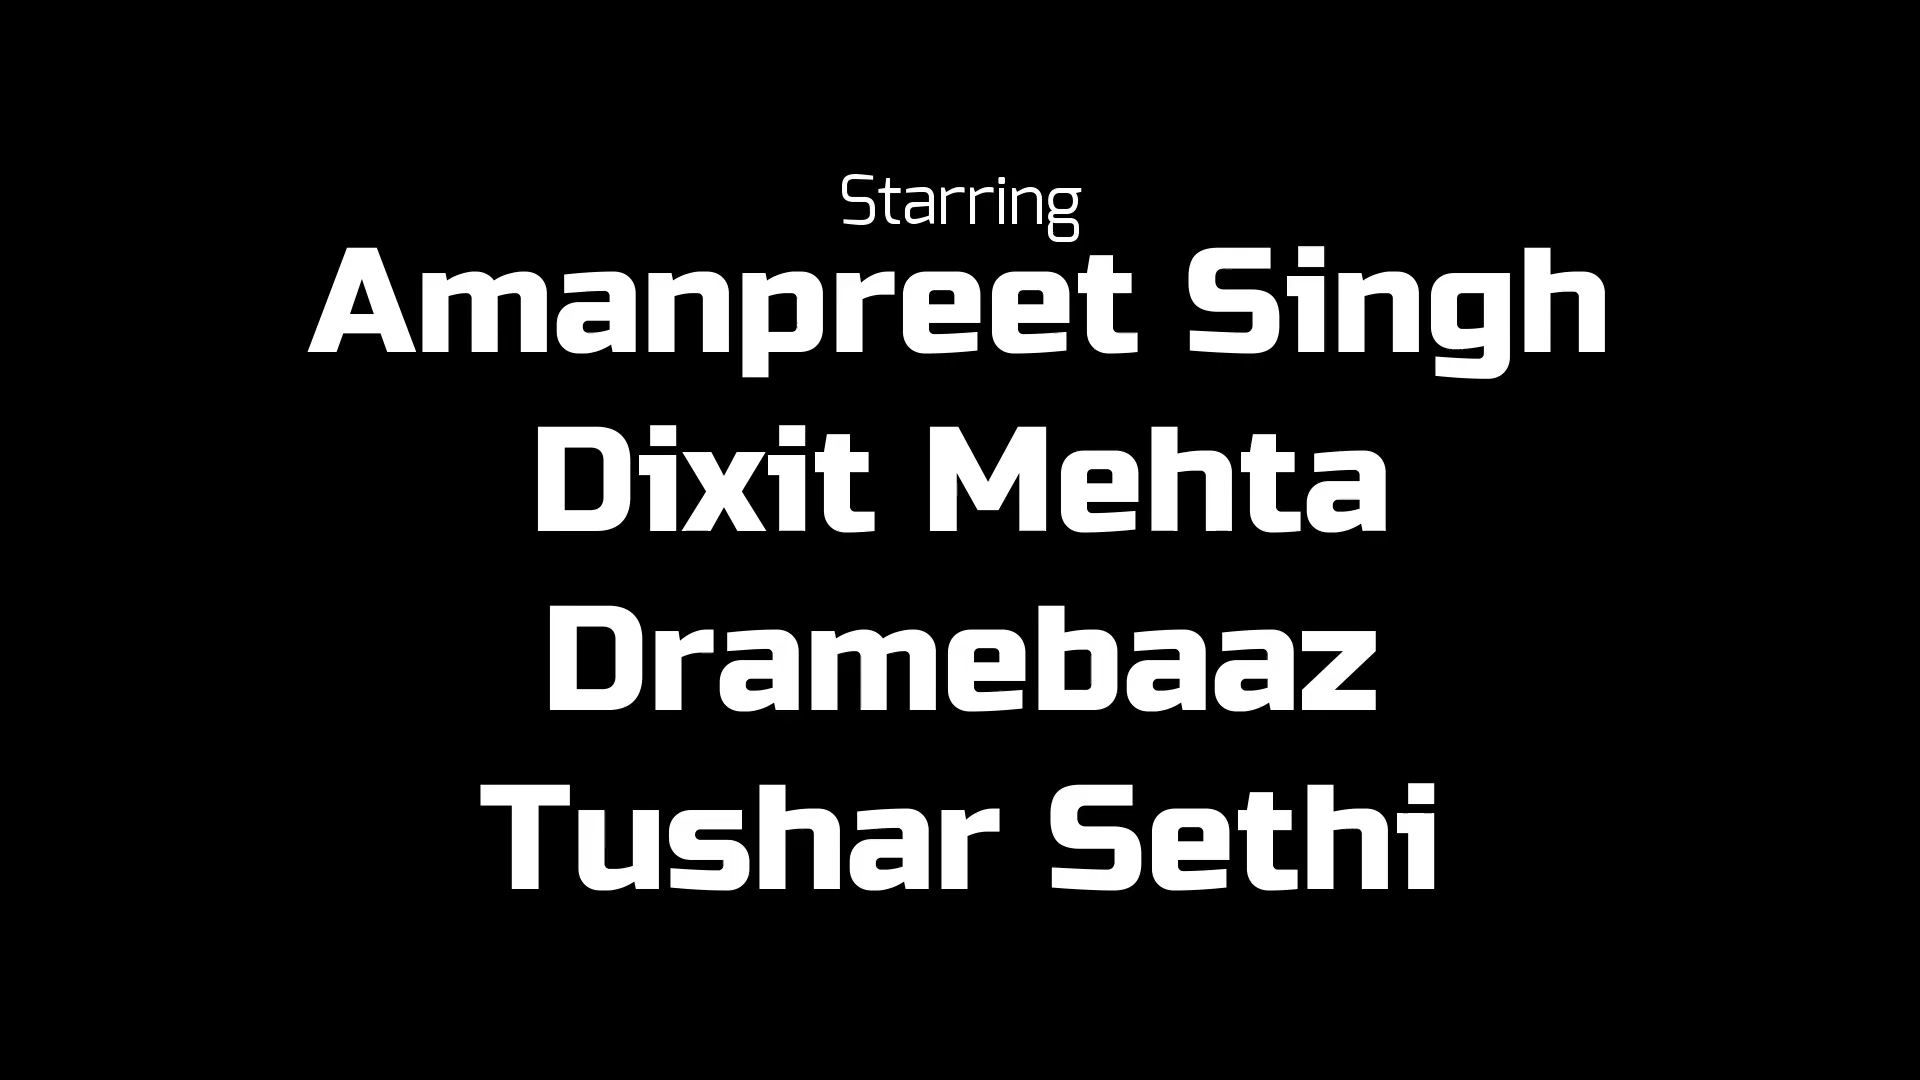 Starring
Amanpreet Singh
Dixit Mehta
Dramebaaz
Tushar Sethi